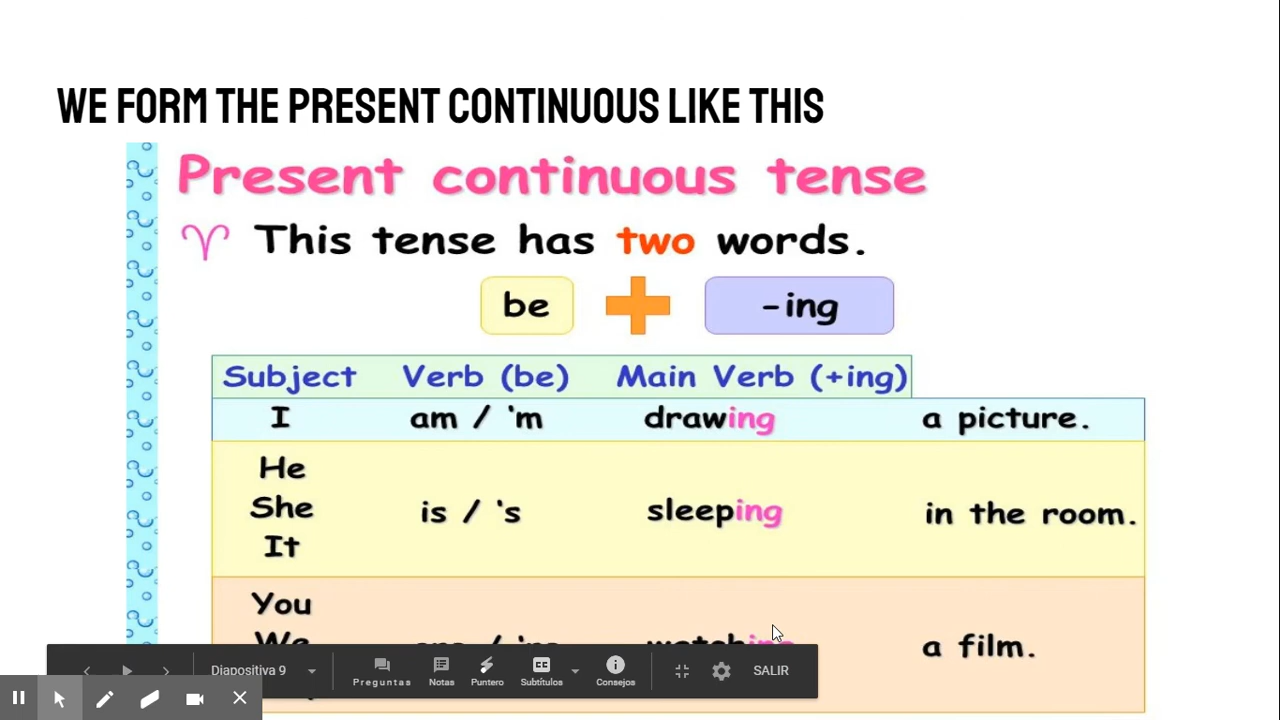 WE FORM THE PRESENT CONTINUOUS LIKE THIS
Present continuous tense
♈ This tense has two words.
be + -ing
Subject Verb (be) Main Verb (+ing)
I am / 'm drawing a picture.
He
She
It
is / 's sleeping in the room.
You
We
a film.
Diapositiva 9
Preguntas Notas Puntero Subtítulos Consejos SALIR